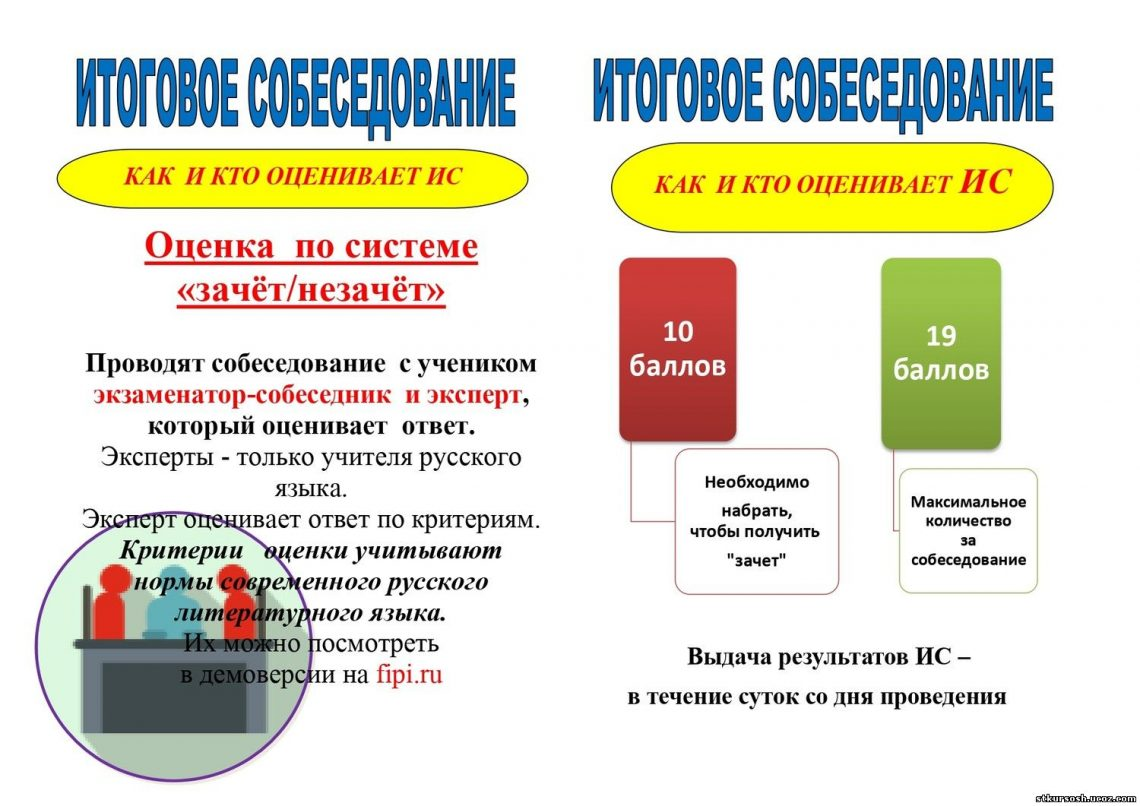 ИТОГОВОЕ СОБЕСЕДОВАНИЕ
КАК И КТО ОЦЕНИВАЕТ ИС
Оценка по системе
«зачёт/незачёт»
Проводят собеседование с учеником
экзаменатор-собеседник и эксперт,
который оценивает ответ.
Эксперты - только учителя русского
языка.
Эксперт оценивает ответ по критериям.
Критерии оценки учитывают
нормы современного русского
литературного языка.
Их можно посмотреть
в демоверсии на fipi.ru
ИТОГОВОЕ СОБЕСЕДОВАНИЕ
КАК И КТО ОЦЕНИВАЕТ ИС
10
баллов
Необходимо
набрать,
чтобы получить
"зачет"
19
баллов
Максимальное
количество
за
собеседование
Выдача результатов ИС –
в течение суток со дня проведения
stkursosh.ucoz.com